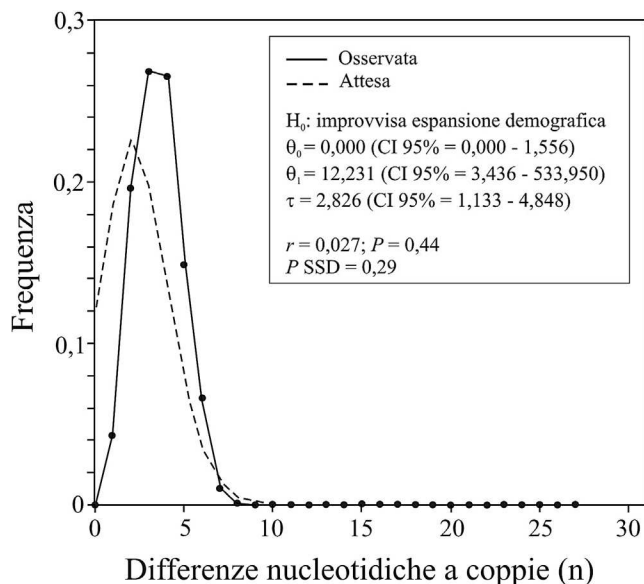 0,3
0,2
0,1
0
Frequenza
Osservata
Attesa
H₀: improvvisa espansione demografica
θ₀ = 0,000 (CI 95% = 0,000 - 1,556)
θ₁ = 12,231 (CI 95% = 3,436 - 533,950)
τ = 2,826 (CI 95% = 1,133 - 4,848)
r = 0,027; P = 0,44
P SSD = 0,29
0 5 10 15 20 25 30
Differenze nucleotidiche a coppie (n)